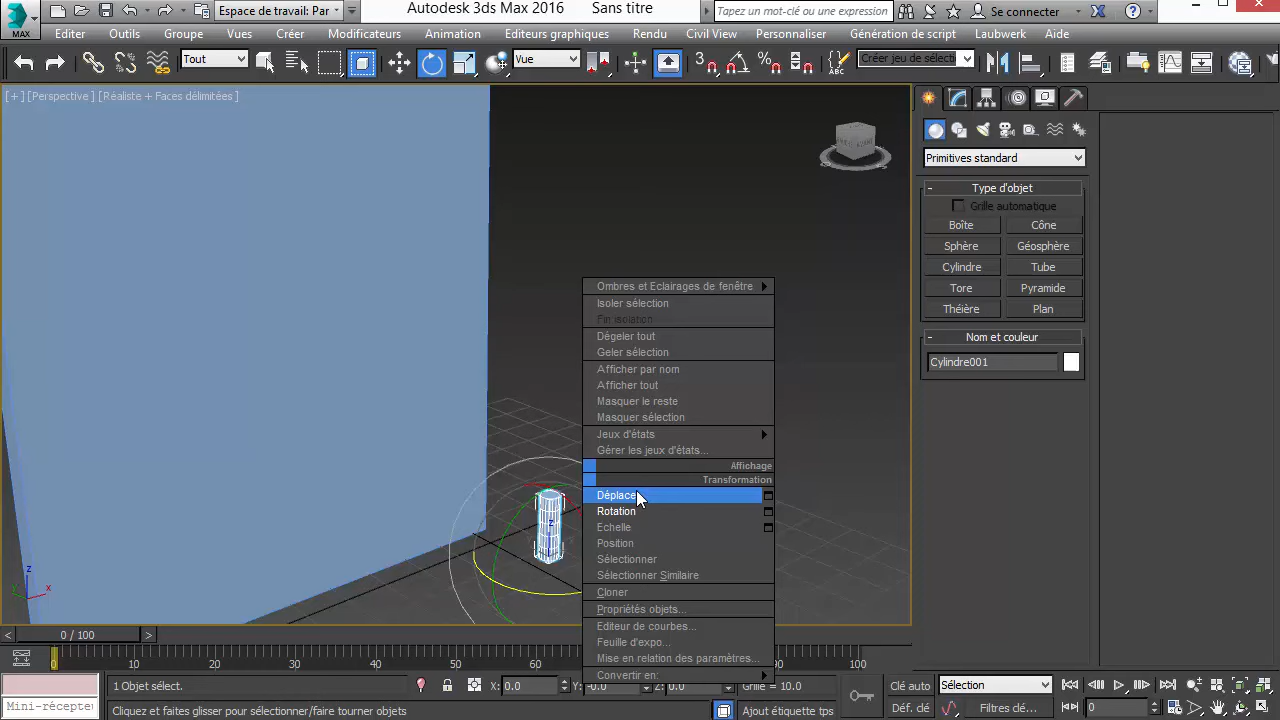 MAX
Espace de travail: Par
Autodesk 3ds Max 2016 Sans titre
Tapez un mot-clé ou une expression
Se connecter
Editer Outils Groupe Vues Créer Modificateurs Animation Editeurs graphiques Rendu Civil View Personnaliser Génération de script Laubwerk Aide
Tout
Vue
Créer jeu de sélecti
[+] [Perspective ] [Réaliste + Faces délimitées ]
Primitives standard
Type d'objet
Grille automatique
Boîte Cône
Sphère Géosphère
Cylindre Tube
Tore Pyramide
Théière Plan
Nom et couleur
Cylindre001
Ombres et Eclairages de fenêtre
Isoler sélection
Fin isolation
Dégeler tout
Geler sélection
Afficher par nom
Afficher tout
Masquer le reste
Masquer sélection
Jeux d'états
Gérer les jeux d'états...
Affichage
Transformation
Déplace
Rotation
Echelle
Position
Sélectionner
Sélectionner Similaire
Cloner
Propriétés objets...
Editeur de courbes...
Feuille d'expo...
Mise en relation des paramètres...
Convertir en:
z
z
x
< 0 / 100 >
0 10 20 30 40 50 60 100
1 Objet sélect.
X: 0.0 Y: -0.0 Z: 0.0 Grille = 10.0
Clé auto Sélection
Mini-récepte
Cliquez et faites glisser pour sélectionner/faire tourner objets
Ajout étiquette tps
Déf. clé Filtres clé...
0